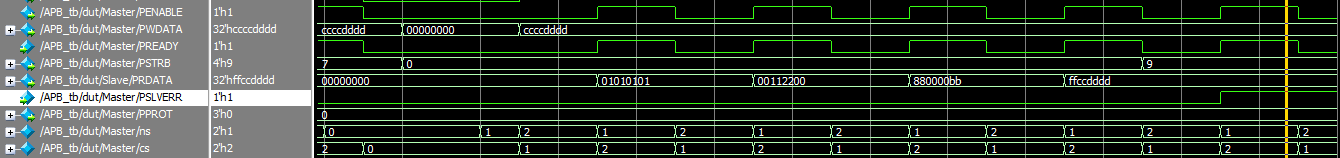 /APB_tb/dut/Master/PENABLE 1'h1
/APB_tb/dut/Master/PWDATA 32'hccccdddd ccccdddd 00000000 ccccdddd
/APB_tb/dut/Master/PREADY 1'h1
/APB_tb/dut/Master/PSTRB 4'h9 7 0 9
/APB_tb/dut/Slave/PRDATA 32'hffccdddd 00000000 01010101 00112200 880000bb ffccdddd
/APB_tb/dut/Master/PSLVERR 1'h1
/APB_tb/dut/Master/PPROT 3'h0 0
/APB_tb/dut/Master/ns 2'h1 0 1 2 1 2 1 2 1 2 1 2 1 2
/APB_tb/dut/Master/cs 2'h2 2 0 1 2 1 2 1 2 1 2 1 2 1